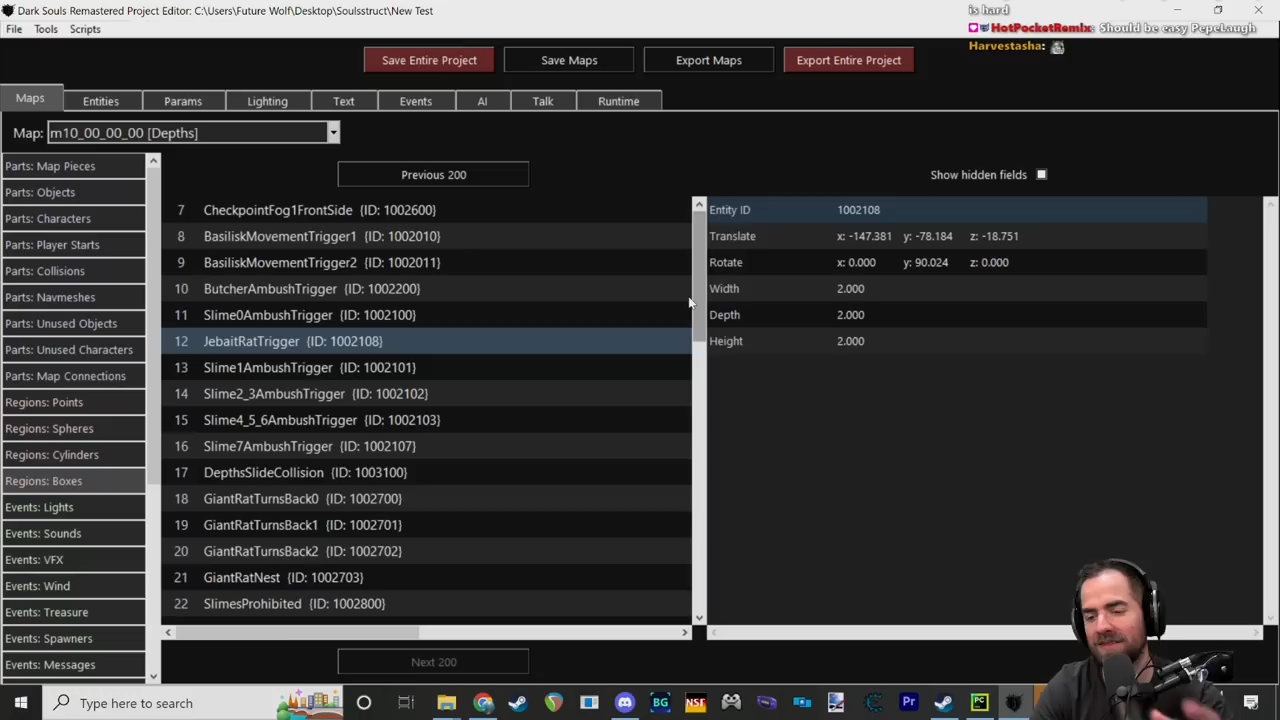 Dark Souls Remastered Project Editor: C:\Users\Future Wolf\Desktop\Soulsstruct\New Test
is hard
HotPocketRemix: Should be easy PepeLaugh
Harvestasha:
File Tools Scripts
Save Entire Project Save Maps Export Maps Export Entire Project
Maps Entities Params Lighting Text Events AI Talk Runtime
Map: m10_00_00_00 [Depths]
Previous 200
Show hidden fields
Parts: Map Pieces
Parts: Objects
Parts: Characters
Parts: Player Starts
Parts: Collisions
Parts: Navmeshes
Parts: Unused Objects
Parts: Unused Characters
Parts: Map Connections
Regions: Points
Regions: Spheres
Regions: Cylinders
Regions: Boxes
Events: Lights
Events: Sounds
Events: VFX
Events: Wind
Events: Treasure
Events: Spawners
Events: Messages
7 CheckpointFog1FrontSide {ID: 1002600}
8 BasiliskMovementTrigger1 {ID: 1002010}
9 BasiliskMovementTrigger2 {ID: 1002011}
10 ButcherAmbushTrigger {ID: 1002200}
11 Slime0AmbushTrigger {ID: 1002100}
12 JebaitRatTrigger {ID: 1002108}
13 Slime1AmbushTrigger {ID: 1002101}
14 Slime2_3AmbushTrigger {ID: 1002102}
15 Slime4_5_6AmbushTrigger {ID: 1002103}
16 Slime7AmbushTrigger {ID: 1002107}
17 DepthsSlideCollision {ID: 1003100}
18 GiantRatTurnsBack0 {ID: 1002700}
19 GiantRatTurnsBack1 {ID: 1002701}
20 GiantRatTurnsBack2 {ID: 1002702}
21 GiantRatNest {ID: 1002703}
22 SlimesProhibited {ID: 1002800}
Entity ID 1002108
Translate x: -147.381 y: -78.184 z: -18.751
Rotate x: 0.000 y: 90.024 z: 0.000
Width 2.000
Depth 2.000
Height 2.000
Next 200
Type here to search
BG
NSF
Pr
PC